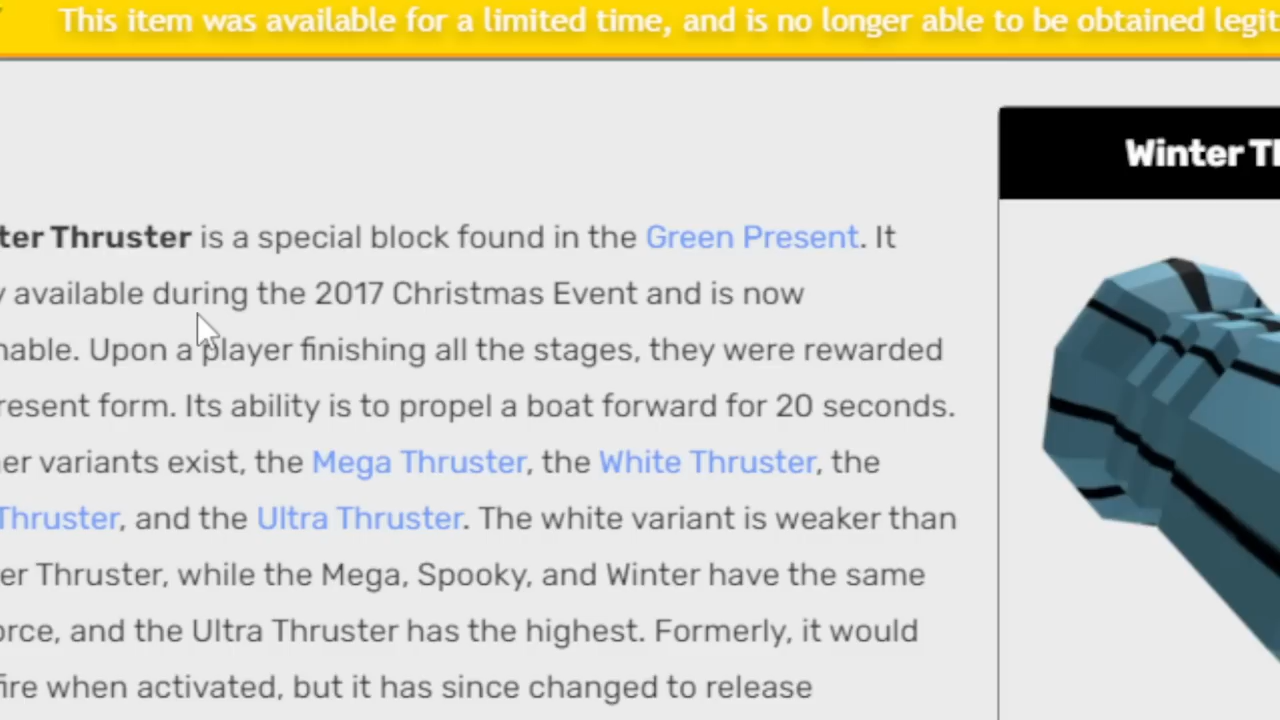 This item was available for a limited time, and is no longer able to be obtained legit
Winter Th
ter Thruster is a special block found in the Green Present. It
y available during the 2017 Christmas Event and is now
nable. Upon a player finishing all the stages, they were rewarded
resent form. Its ability is to propel a boat forward for 20 seconds.
er variants exist, the Mega Thruster, the White Thruster, the
Thruster, and the Ultra Thruster. The white variant is weaker than
er Thruster, while the Mega, Spooky, and Winter have the same
orce, and the Ultra Thruster has the highest. Formerly, it would
fire when activated, but it has since changed to release